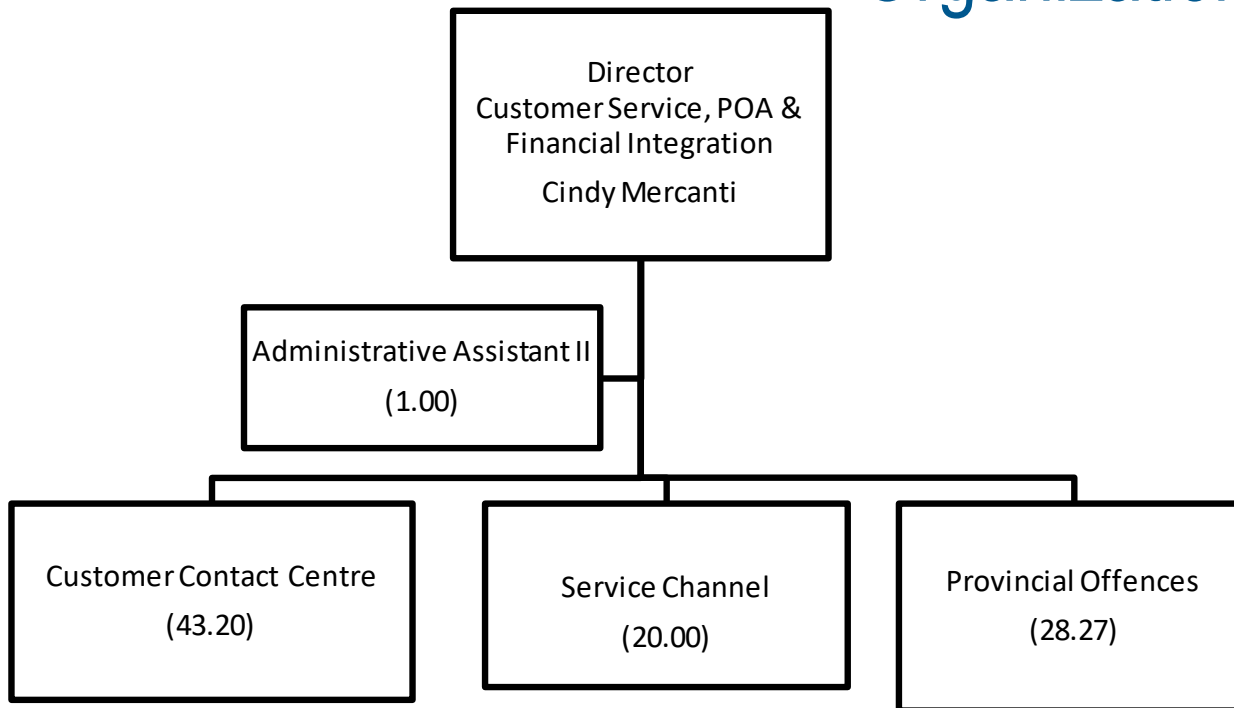 Director
Customer Service, POA &
Financial Integration
Cindy Mercanti
Administrative Assistant II
(1.00)
Customer Contact Centre
(43.20)
Service Channel
(20.00)
Provincial Offences
(28.27)